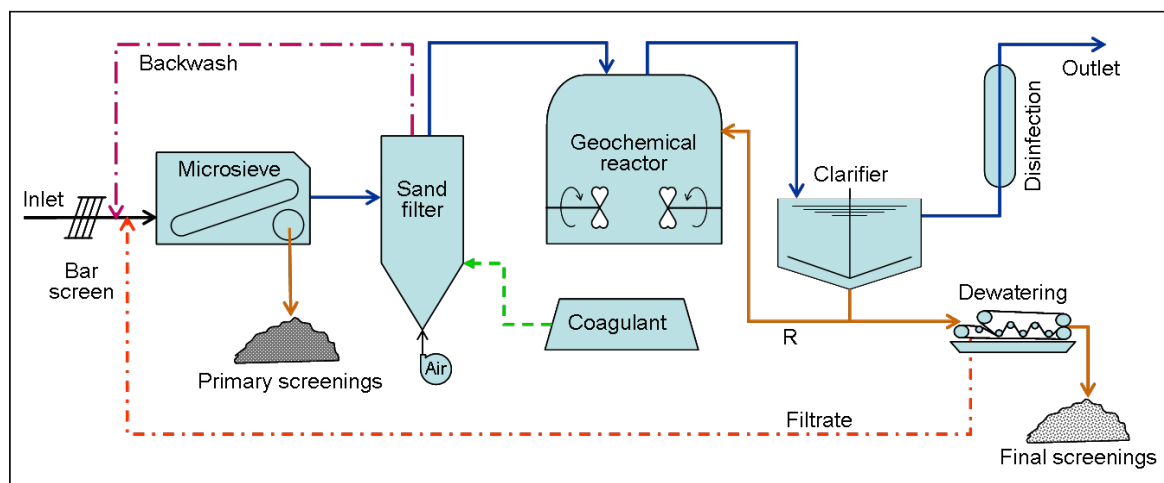 Backwash
Outlet
Disinfection
Geochemical
reactor
Microsieve
Clarifier
Inlet
Sand
filter
Bar
screen
Dewatering
Coagulant
R
Air
Primary screenings
Filtrate
Final screenings